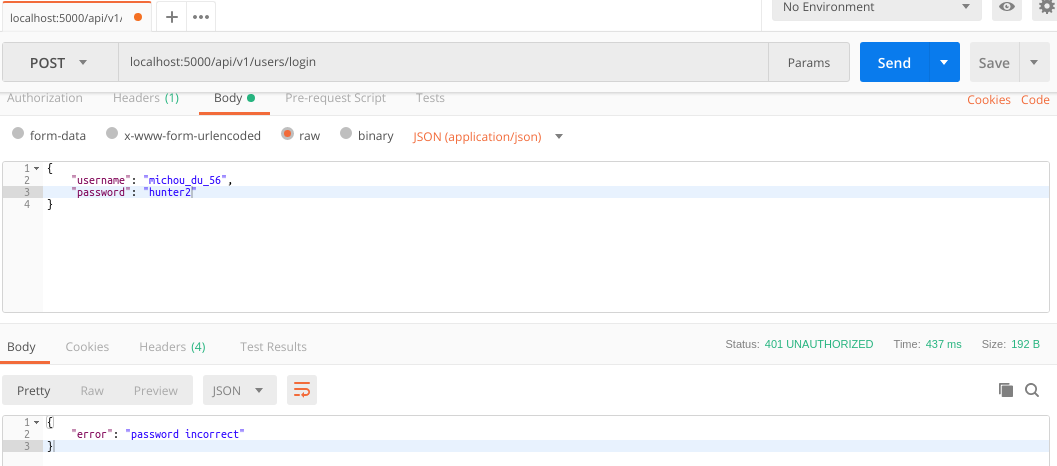 localhost:5000/api/v1/
No Environment
POST
localhost:5000/api/v1/users/login
Params
Send
Save
Authorization
Headers (1)
Body
Pre-request Script
Tests
Cookies
Code
form-data
x-www-form-urlencoded
raw
binary
JSON (application/json)
1 {
2 "username": "michou_du_56",
3 "password": "hunter2"
4 }
Body
Cookies
Headers (4)
Test Results
Status: 401 UNAUTHORIZED
Time: 437 ms
Size: 192 B
Pretty
Raw
Preview
JSON
1 {
2 "error": "password incorrect"
3 }